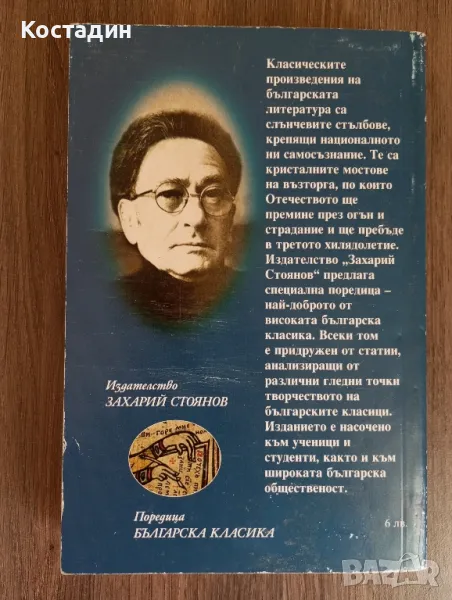 Костадин
Класическите
произведения на
българската
литература са
слънчевите стълбове,
крепящи националното
ни самосъзнание. Те са
кристалните мостове
на възторга, по които
Отечеството ще
премине през огън и
страдание и ще пребъде
в третото хилядолетие.
Издателство „Захарий
Стоянов“ предлага
специална поредица –
най-доброто от
високата българска
класика. Всеки том
е придружен от статии,
анализиращи от
различни гледни точки
творчеството на
българските класици.
Изданието е насочено
към ученици и
студенти, както и към
широката българска
общественост.
Издателство
ЗАХАРИЙ СТОЯНОВ
Поредица
БЪЛГАРСКА КЛАСИКА
6 лв.
BAZAR